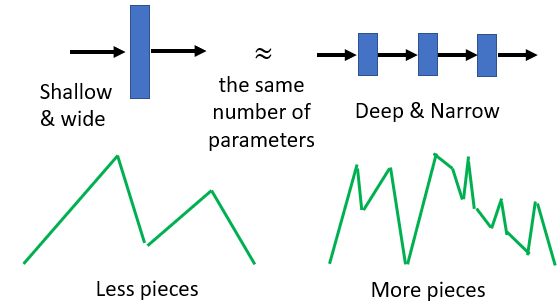 ≈
Shallow
& wide
the same
number of
parameters
Deep & Narrow
Less pieces
More pieces